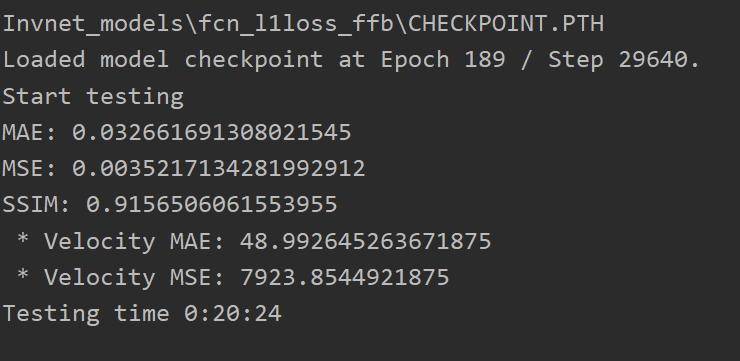 Invnet_models\fcn_l1loss_ffb\CHECKPOINT.PTH
Loaded model checkpoint at Epoch 189 / Step 29640.
Start testing
MAE: 0.032661691308021545
MSE: 0.0035217134281992912
SSIM: 0.9156506061553955
 * Velocity MAE: 48.992645263671875
 * Velocity MSE: 7923.8544921875
Testing time 0:20:24